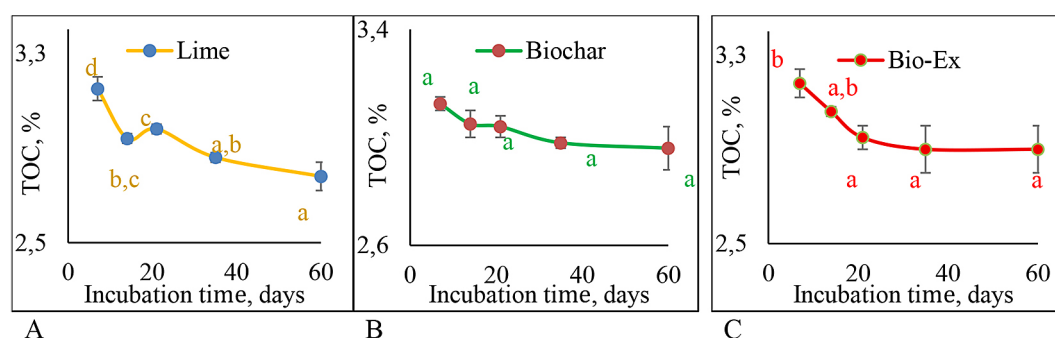 3,3
Lime
d
c
a,b
b,c
a
TOC, %
2,5
0 20 40 60
Incubation time, days
A
3,4
Biochar
a
a
a
a
a
TOC, %
2,6
0 20 40 60
Incubation time, days
B
3,3
Bio-Ex
b
a,b
a
a
a
TOC, %
2,5
0 20 40 60
Incubation time, days
C